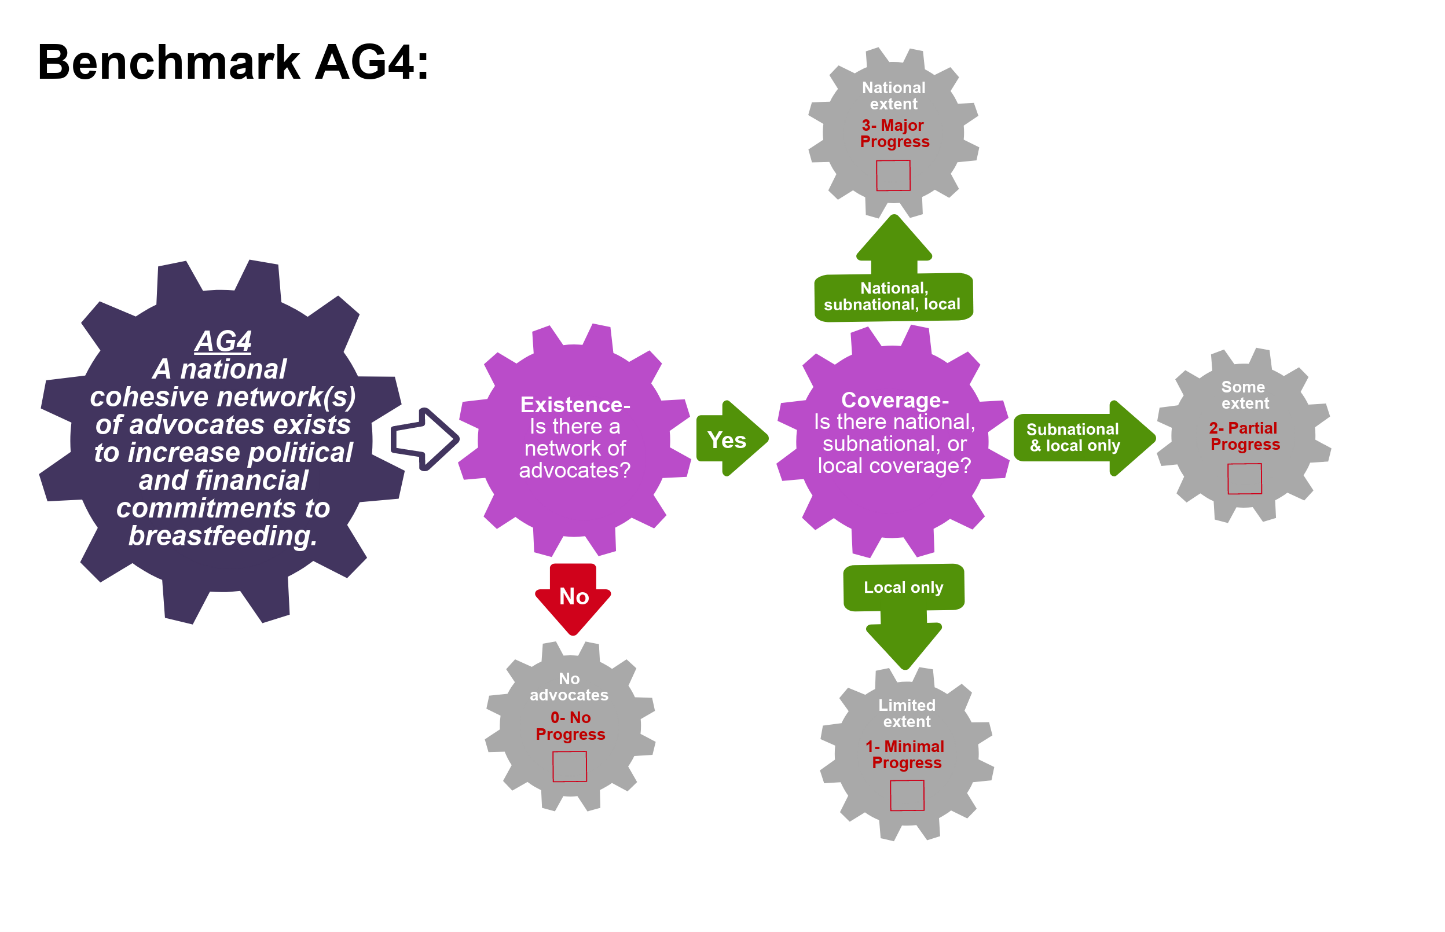 Benchmark AG4:
AG4
A national
cohesive network(s)
of advocates exists
to increase political
and financial
commitments to
breastfeeding.
Existence-
Is there a
network of
advocates?
No
No
advocates
0- No
Progress
Yes
Coverage-
Is there national,
subnational, or
local coverage?
National,
subnational, local
National
extent
3- Major
Progress
Subnational
& local only
Some
extent
2- Partial
Progress
Local only
Limited
extent
1- Minimal
Progress